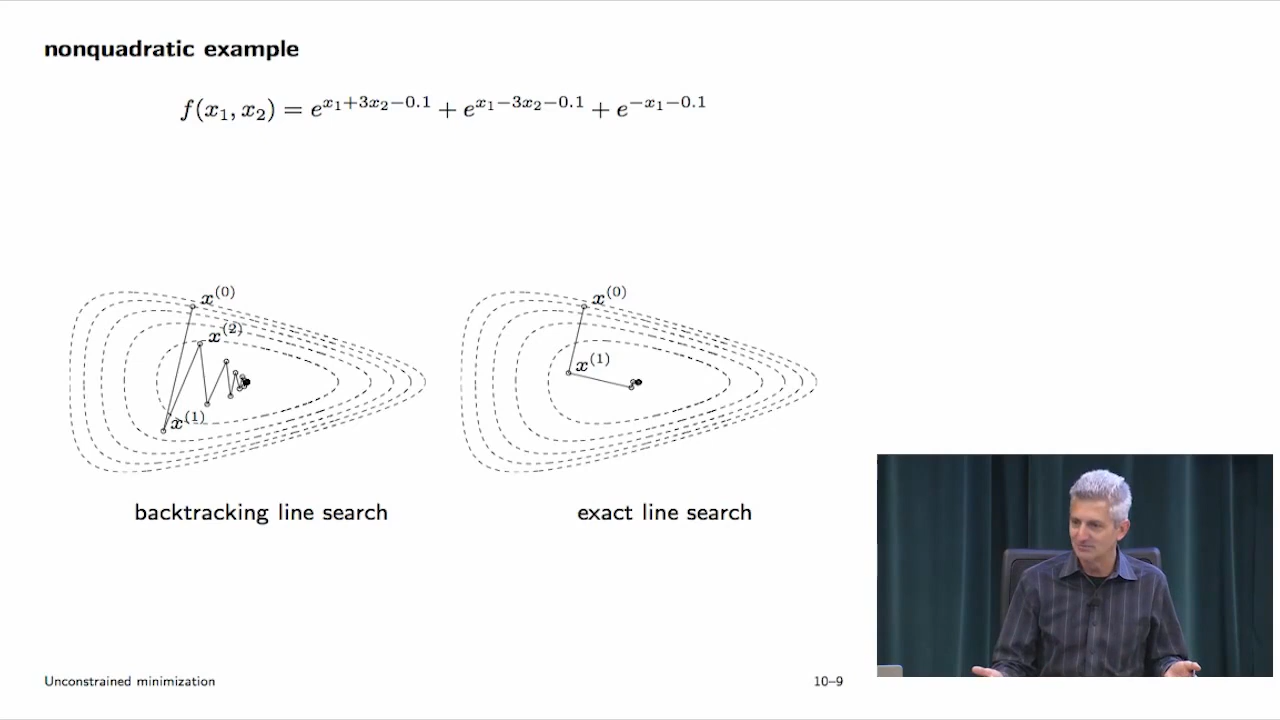 nonquadratic example
f(x₁, x₂) = e^{x₁+3x₂−0.1} + e^{x₁−3x₂−0.1} + e^{−x₁−0.1}
x⁽⁰⁾
x⁽²⁾
x⁽¹⁾
backtracking line search
x⁽⁰⁾
x⁽¹⁾
exact line search
Unconstrained minimization
10–9